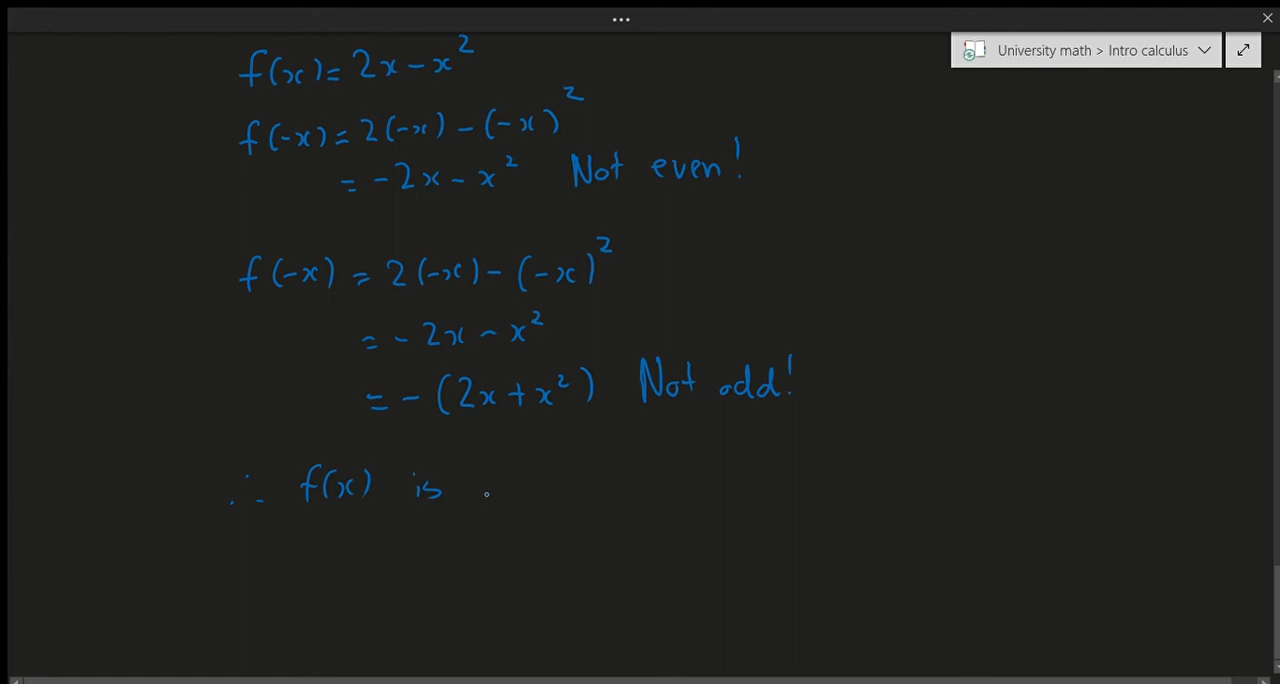 University math > Intro calculus
f(x) = 2x - x²
f(-x) = 2(-x) - (-x)²
= -2x - x² Not even!
f(-x) = 2(-x) - (-x)²
= -2x - x²
= -(2x + x²) Not odd!
∴ f(x) is